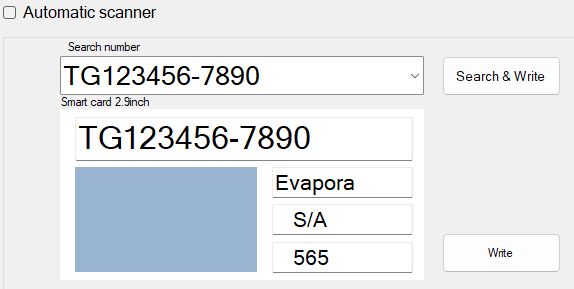 Automatic scanner
Search number
TG123456-7890
Search & Write
Smart card 2.9inch
TG123456-7890
Evapora
S/A
565
Write